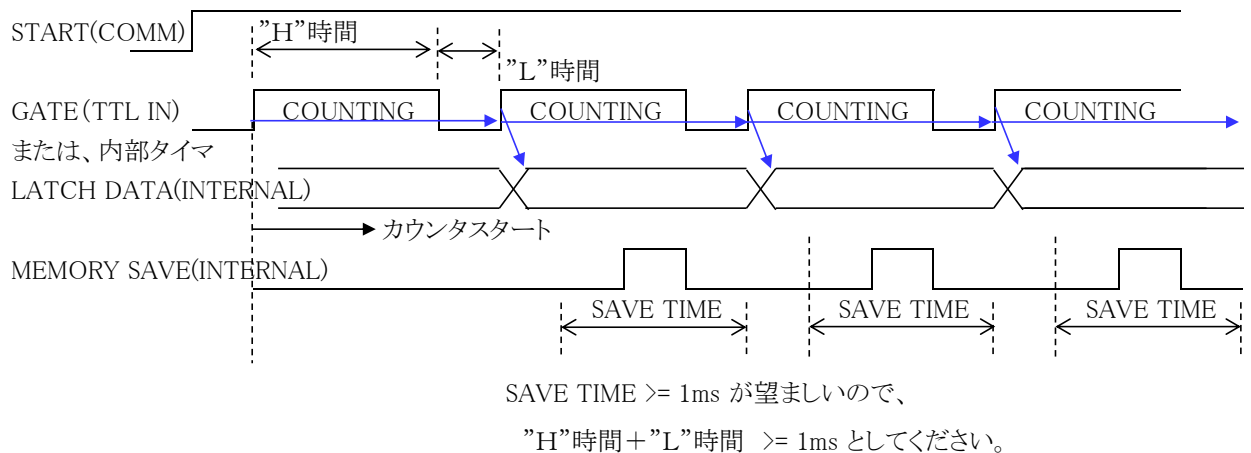 START(COMM)
”H”時間
”L”時間
GATE(TTL IN)
COUNTING
COUNTING
COUNTING
COUNTING
または、内部タイマ
LATCH DATA(INTERNAL)
カウンタスタート
MEMORY SAVE(INTERNAL)
SAVE TIME
SAVE TIME
SAVE TIME
SAVE TIME >= 1ms が望ましいので、
”H”時間+”L”時間 >= 1ms としてください。